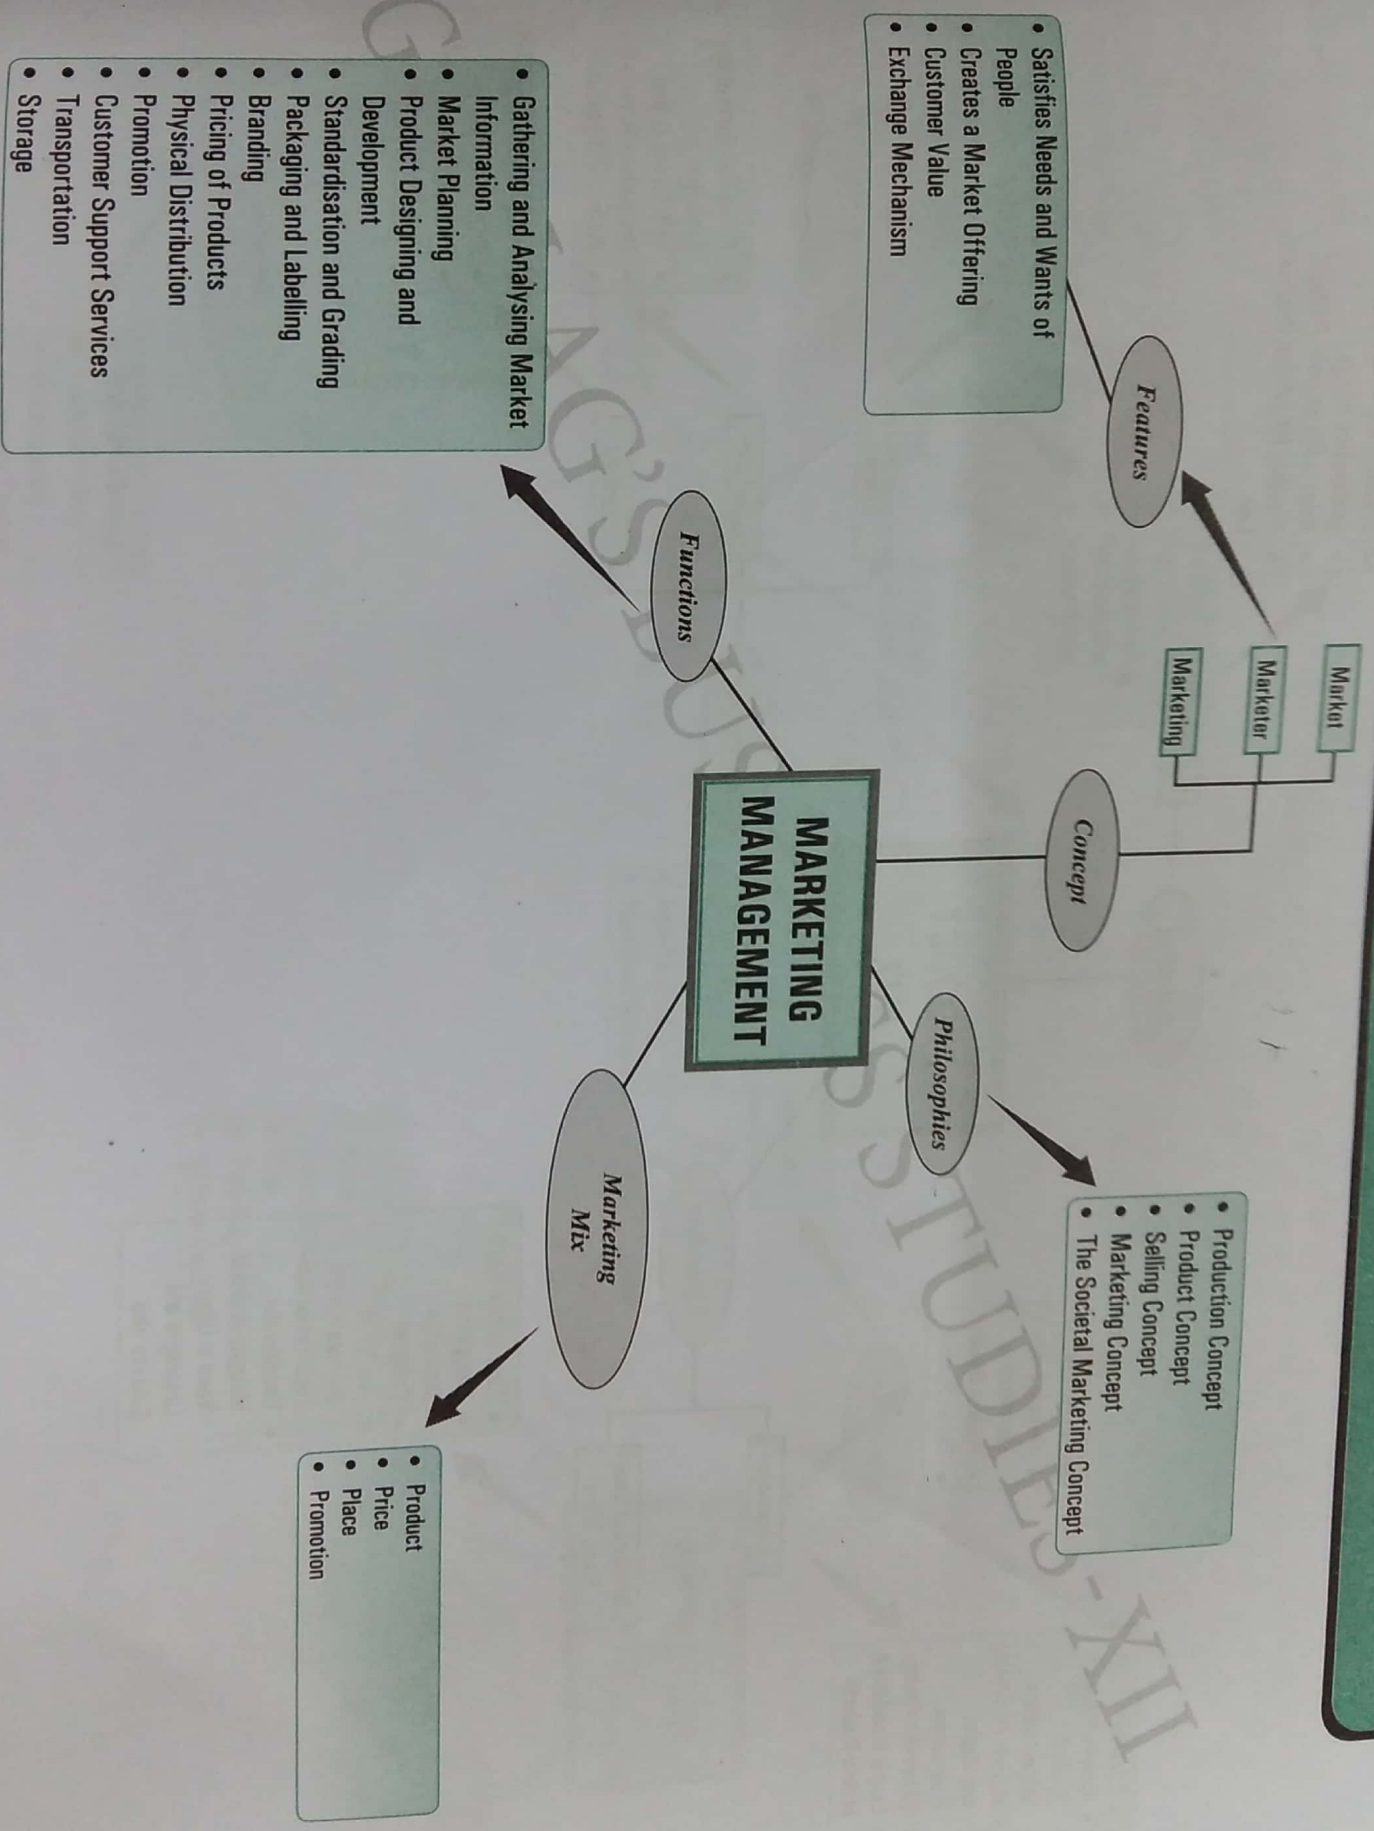 Market
Marketer
Marketing
Concept
Features
• Satisfies Needs and Wants of
People
• Creates a Market Offering
• Customer Value
• Exchange Mechanism
Philosophies
• Production Concept
• Product Concept
• Selling Concept
• Marketing Concept
• The Societal Marketing Concept
MARKETING
MANAGEMENT
Functions
• Gathering and Analysing Market
Information
• Market Planning
• Product Designing and
Development
• Standardisation and Grading
• Packaging and Labelling
• Branding
• Pricing of Products
• Physical Distribution
• Promotion
• Customer Support Services
• Transportation
• Storage
Marketing
Mix
• Product
• Price
• Place
• Promotion
STUDIES-XII